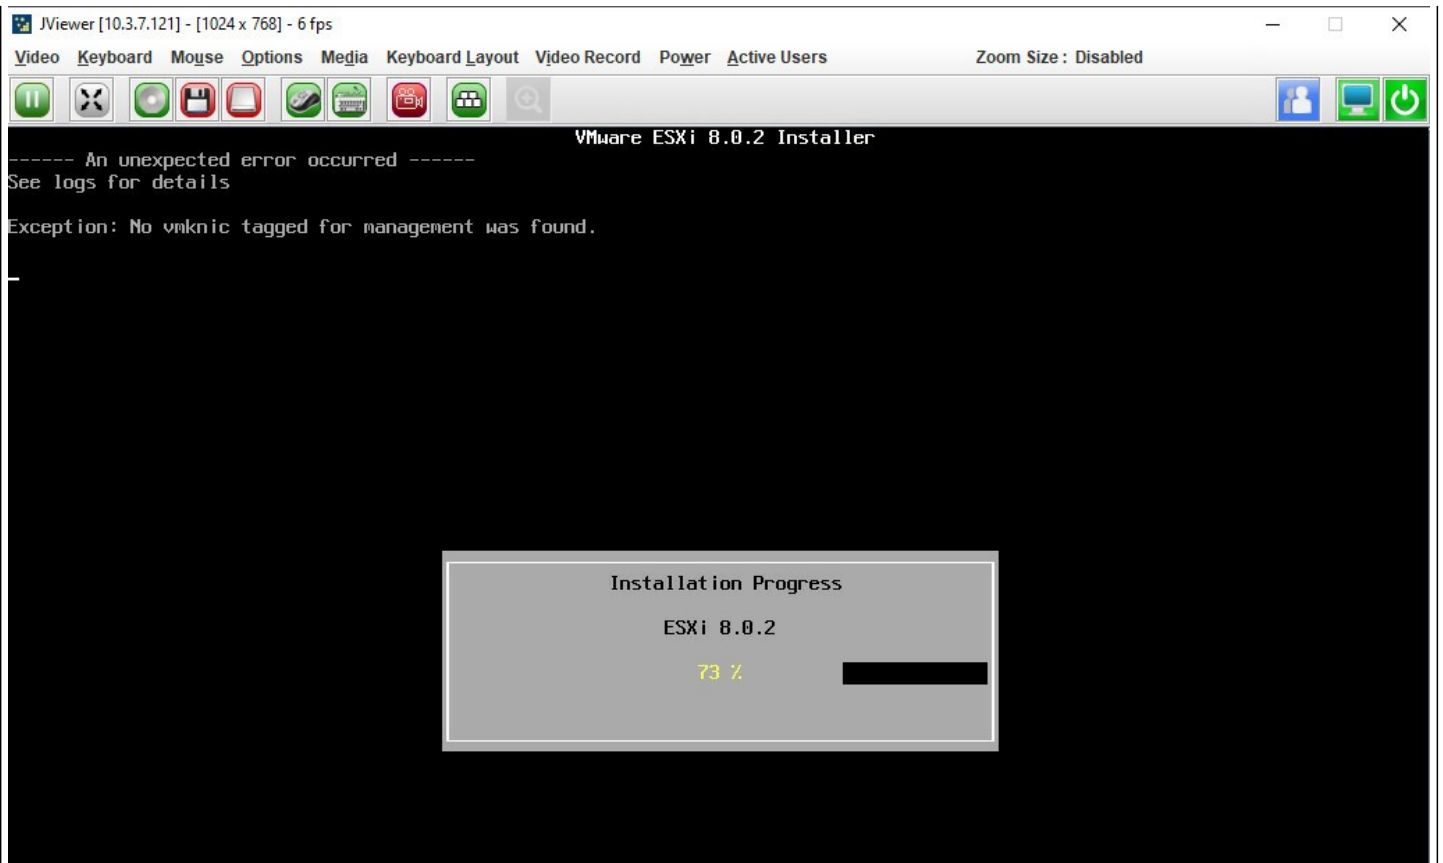 JViewer [10.3.7.121] - [1024 x 768] - 6 fps
Video Keyboard Mouse Options Media Keyboard Layout Video Record Power Active Users Zoom Size : Disabled
VMware ESXi 8.0.2 Installer
------ An unexpected error occurred ------
See logs for details
Exception: No vmknic tagged for management was found.
Installation Progress
ESXi 8.0.2
73 %